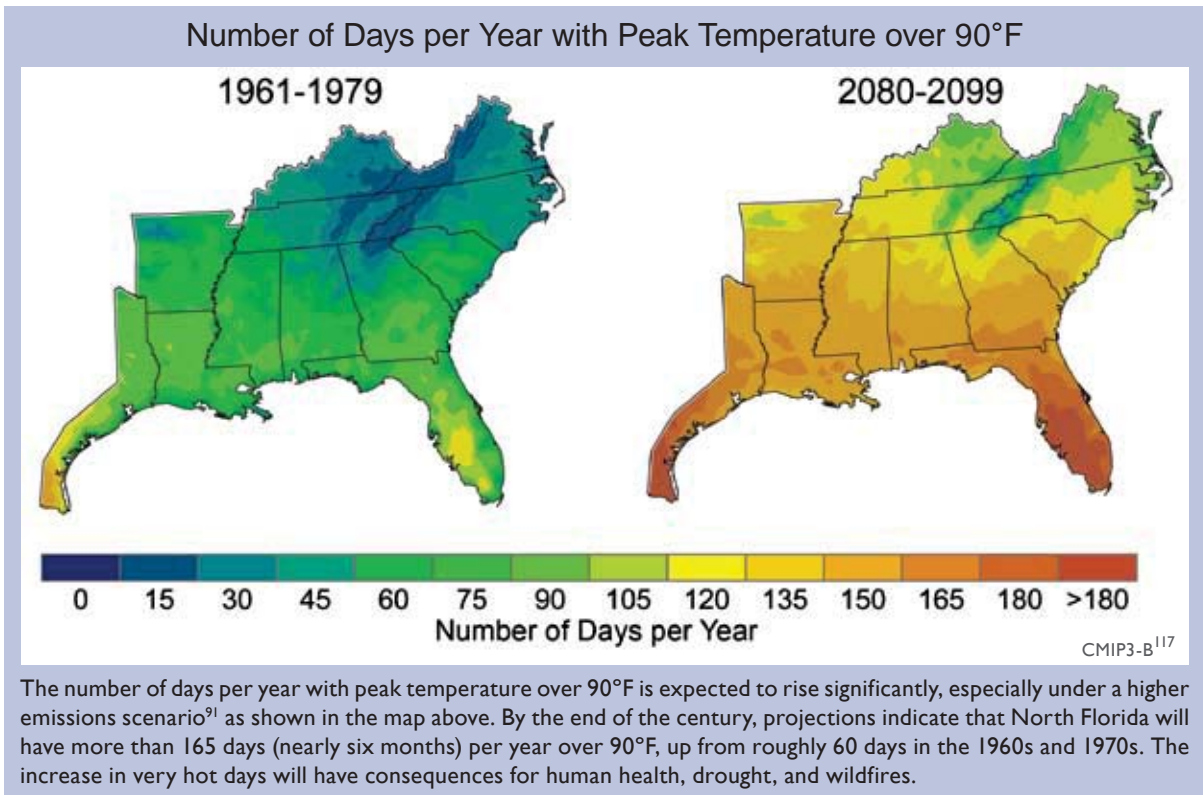 Number of Days per Year with Peak Temperature over 90°F
1961-1979 2080-2099
0 15 30 45 60 75 90 105 120 135 150 165 180 >180
Number of Days per Year
CMIP3-B117
The number of days per year with peak temperature over 90ºF is expected to rise significantly, especially under a higher
emissions scenario91 as shown in the map above. By the end of the century, projections indicate that North Florida will
have more than 165 days (nearly six months) per year over 90ºF, up from roughly 60 days in the 1960s and 1970s. The
increase in very hot days will have consequences for human health, drought, and wildfires.